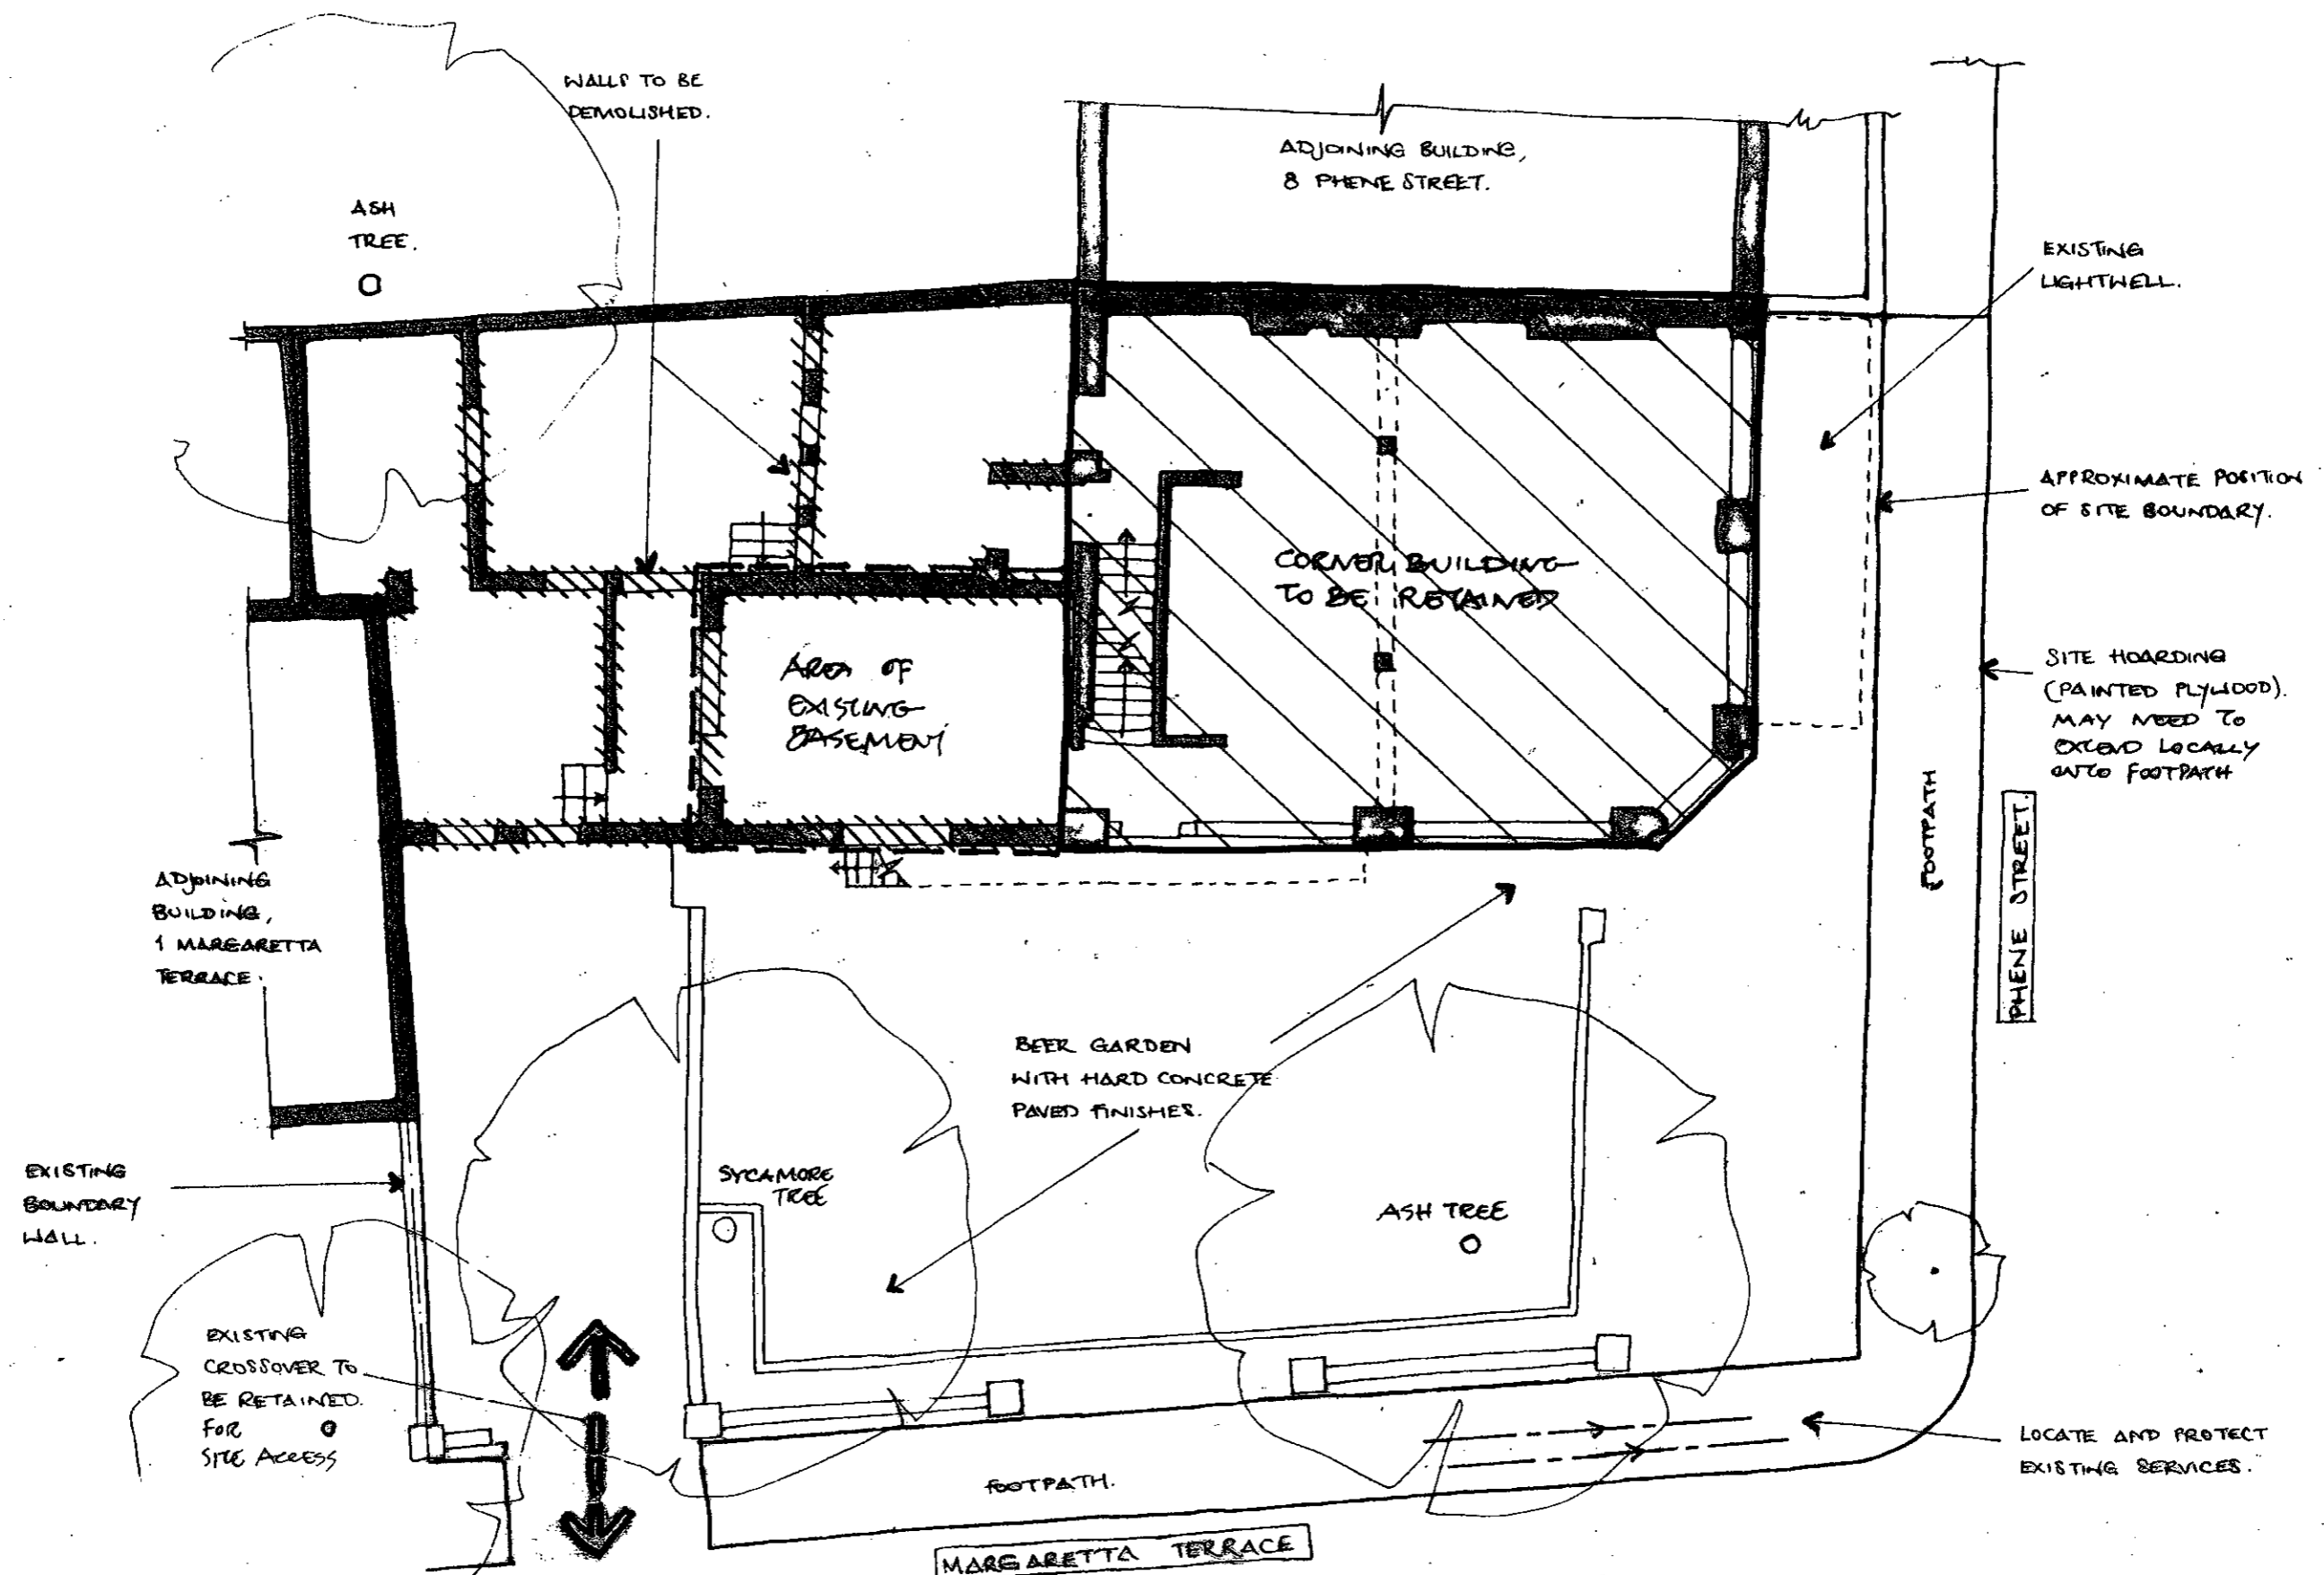 WALLS TO BE
DEMOLISHED.
ADJOINING BUILDING,
8 PHENE STREET.
ASH
TREE.
EXISTING
LIGHTWELL.
APPROXIMATE POSITION
OF SITE BOUNDARY.
CORNER BUILDING
TO BE RETAINED
SITE HOARDING
(PAINTED PLYWOOD).
MAY NEED TO
EXTEND LOCALLY
ONTO FOOTPATH
AREA OF
EXISTING
BASEMENT
FOOTPATH
PHENE STREET.
ADJOINING
BUILDING,
1 MARGARETTA
TERRACE.
BEER GARDEN
WITH HARD CONCRETE
PAVED FINISHES.
EXISTING
BOUNDARY
WALL.
SYCAMORE
TREE
ASH TREE
EXISTING
CROSSOVER TO
BE RETAINED.
FOR
SITE ACCESS
LOCATE AND PROTECT
EXISTING SERVICES.
FOOTPATH.
MARGARETTA TERRACE